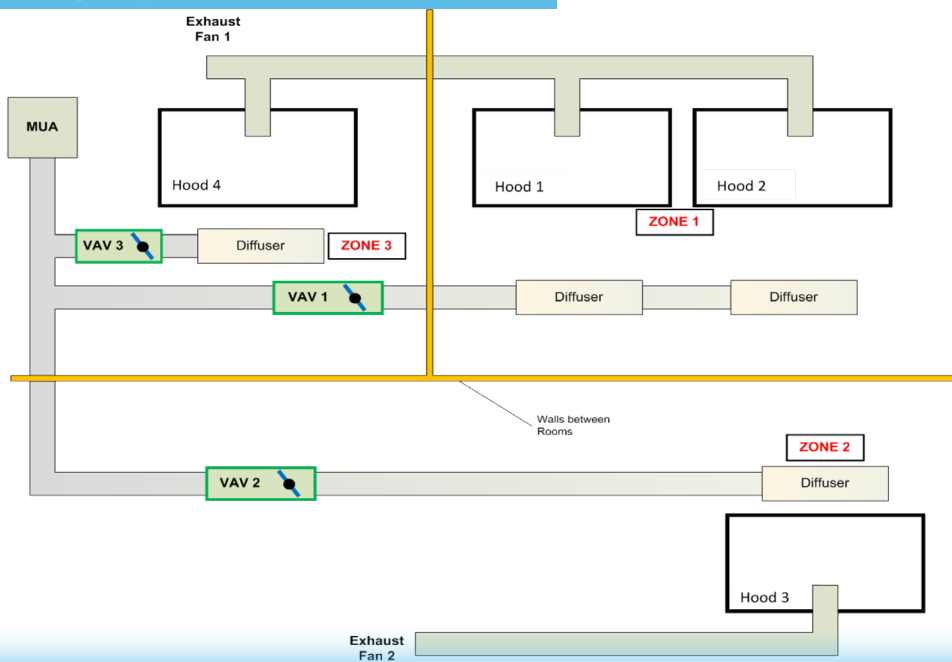 Exhaust
Fan 1
MUA
Hood 4
Hood 1
Hood 2
ZONE 1
VAV 3
Diffuser
ZONE 3
VAV 1
Diffuser
Diffuser
Walls between
Rooms
ZONE 2
VAV 2
Diffuser
Hood 3
Exhaust
Fan 2